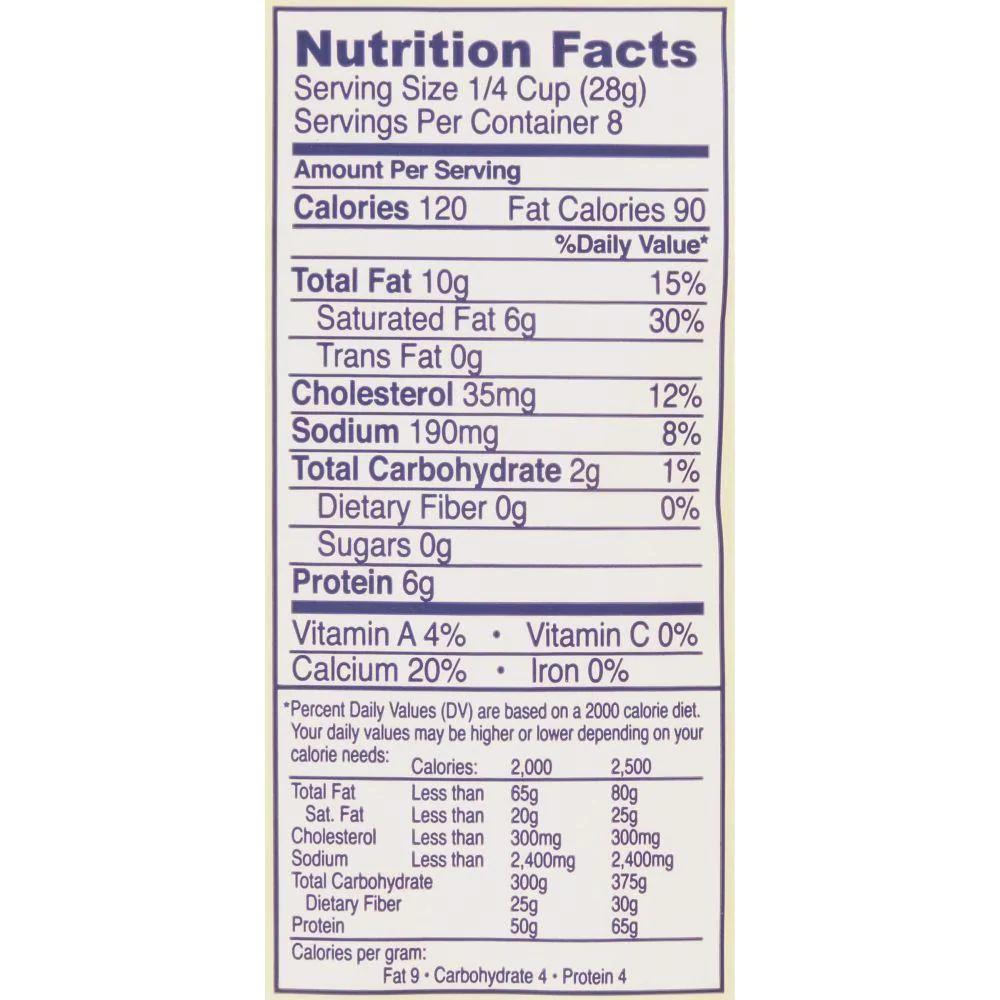 Nutrition Facts
Serving Size 1/4 Cup (28g)
Servings Per Container 8
Amount Per Serving
Calories 120 Fat Calories 90
%Daily Value*
Total Fat 10g 15%
Saturated Fat 6g 30%
Trans Fat 0g
Cholesterol 35mg 12%
Sodium 190mg 8%
Total Carbohydrate 2g 1%
Dietary Fiber 0g 0%
Sugars 0g
Protein 6g
Vitamin A 4% • Vitamin C 0%
Calcium 20% • Iron 0%
*Percent Daily Values (DV) are based on a 2000 calorie diet.
Your daily values may be higher or lower depending on your
calorie needs:
Calories: 2,000 2,500
Total Fat Less than 65g 80g
Sat. Fat Less than 20g 25g
Cholesterol Less than 300mg 300mg
Sodium Less than 2,400mg 2,400mg
Total Carbohydrate 300g 375g
Dietary Fiber 25g 30g
Protein 50g 65g
Calories per gram:
Fat 9 • Carbohydrate 4 • Protein 4